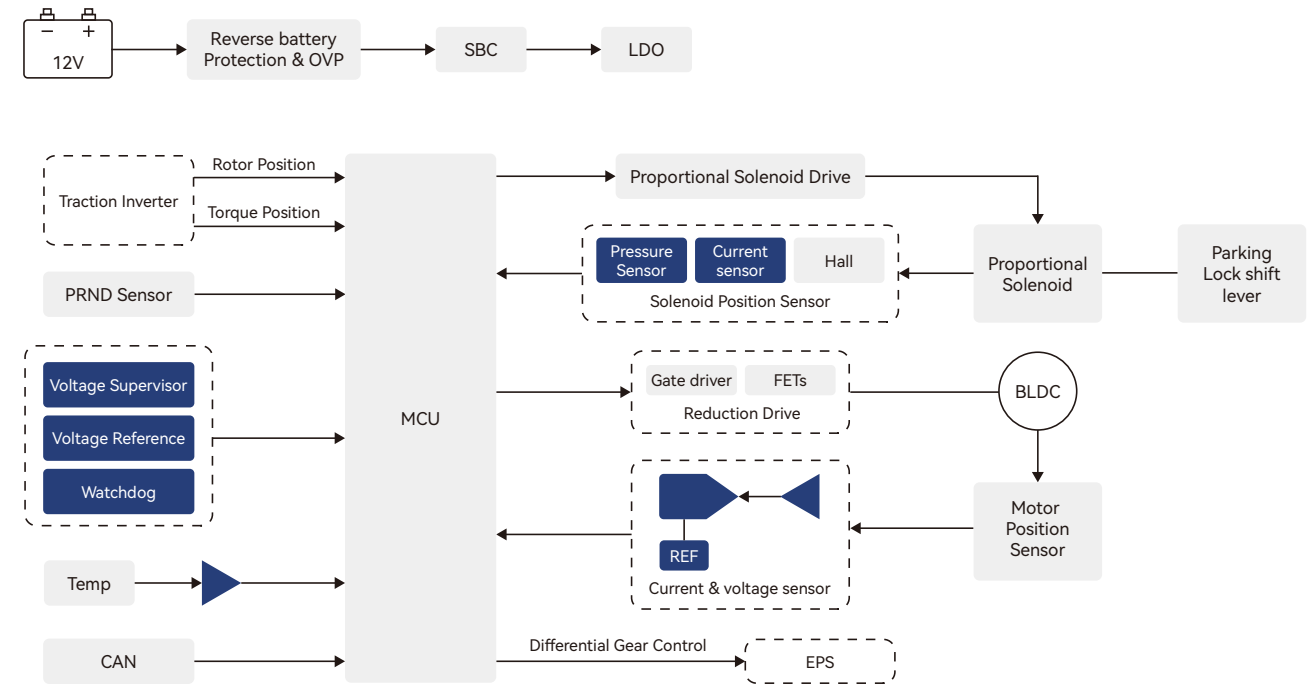 − +
12V
Reverse battery
Protection & OVP
SBC
LDO
Traction Inverter
Rotor Position
Torque Position
PRND Sensor
Voltage Supervisor
Voltage Reference
Watchdog
Temp
CAN
MCU
Proportional Solenoid Drive
Pressure
Sensor
Current
sensor
Hall
Solenoid Position Sensor
Proportional
Solenoid
Parking
Lock shift
lever
Gate driver
FETs
Reduction Drive
BLDC
REF
Current & voltage sensor
Motor
Position
Sensor
Differential Gear Control
EPS